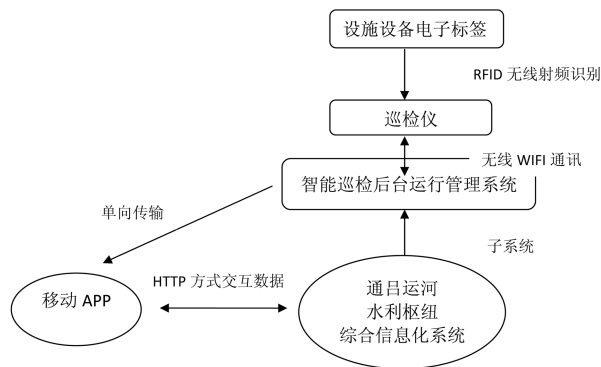 设施设备电子标签
RFID 无线射频识别
巡检仪
无线 WIFI 通讯
智能巡检后台运行管理系统
单向传输
子系统
HTTP 方式交互数据
移动 APP
通吕运河
水利枢纽
综合信息化系统